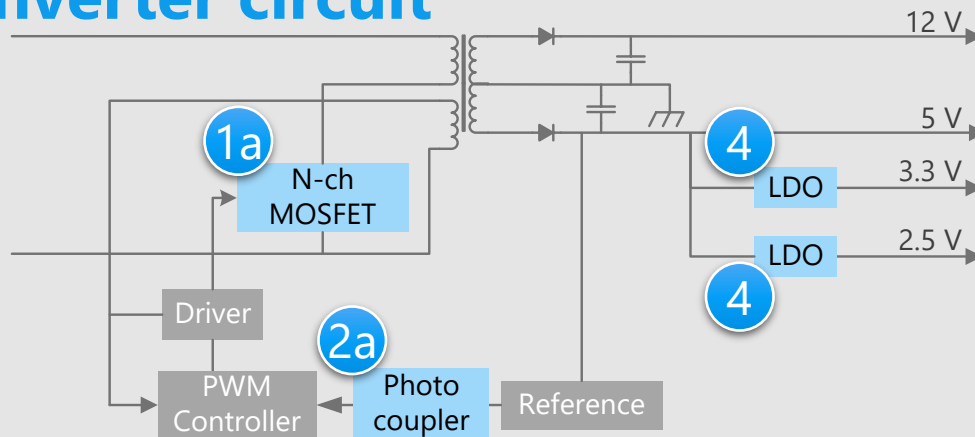 verter circuit
12 V
5 V
1a
4
N-ch
MOSFET
LDO
3.3 V
LDO
2.5 V
4
Driver
2a
PWM
Controller
Photo
coupler
Reference